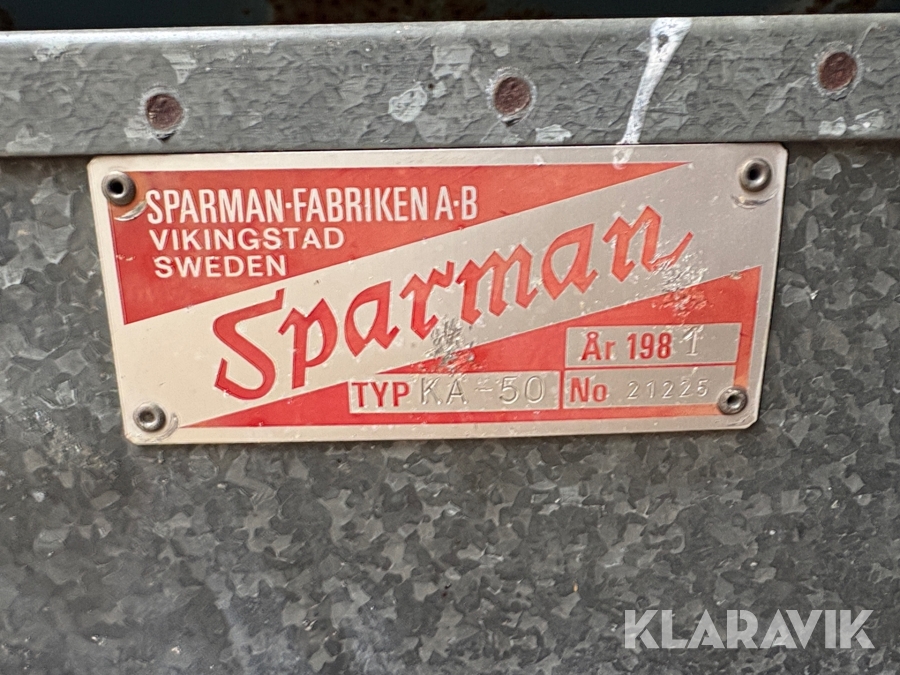 SPARMAN·FABRIKEN A·B
VIKINGSTAD
SWEDEN
Sparman
År 1981
TYP KA-50
No 21225
KLARAVIK